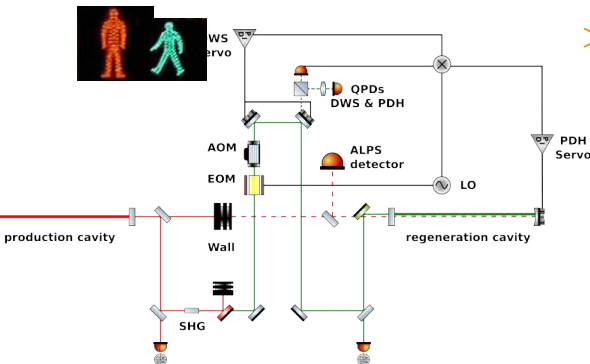 WS
ervo
QPDs
DWS & PDH
AOM
ALPS
detector
PDH
Servo
EOM
LO
production cavity
Wall
regeneration cavity
SHG